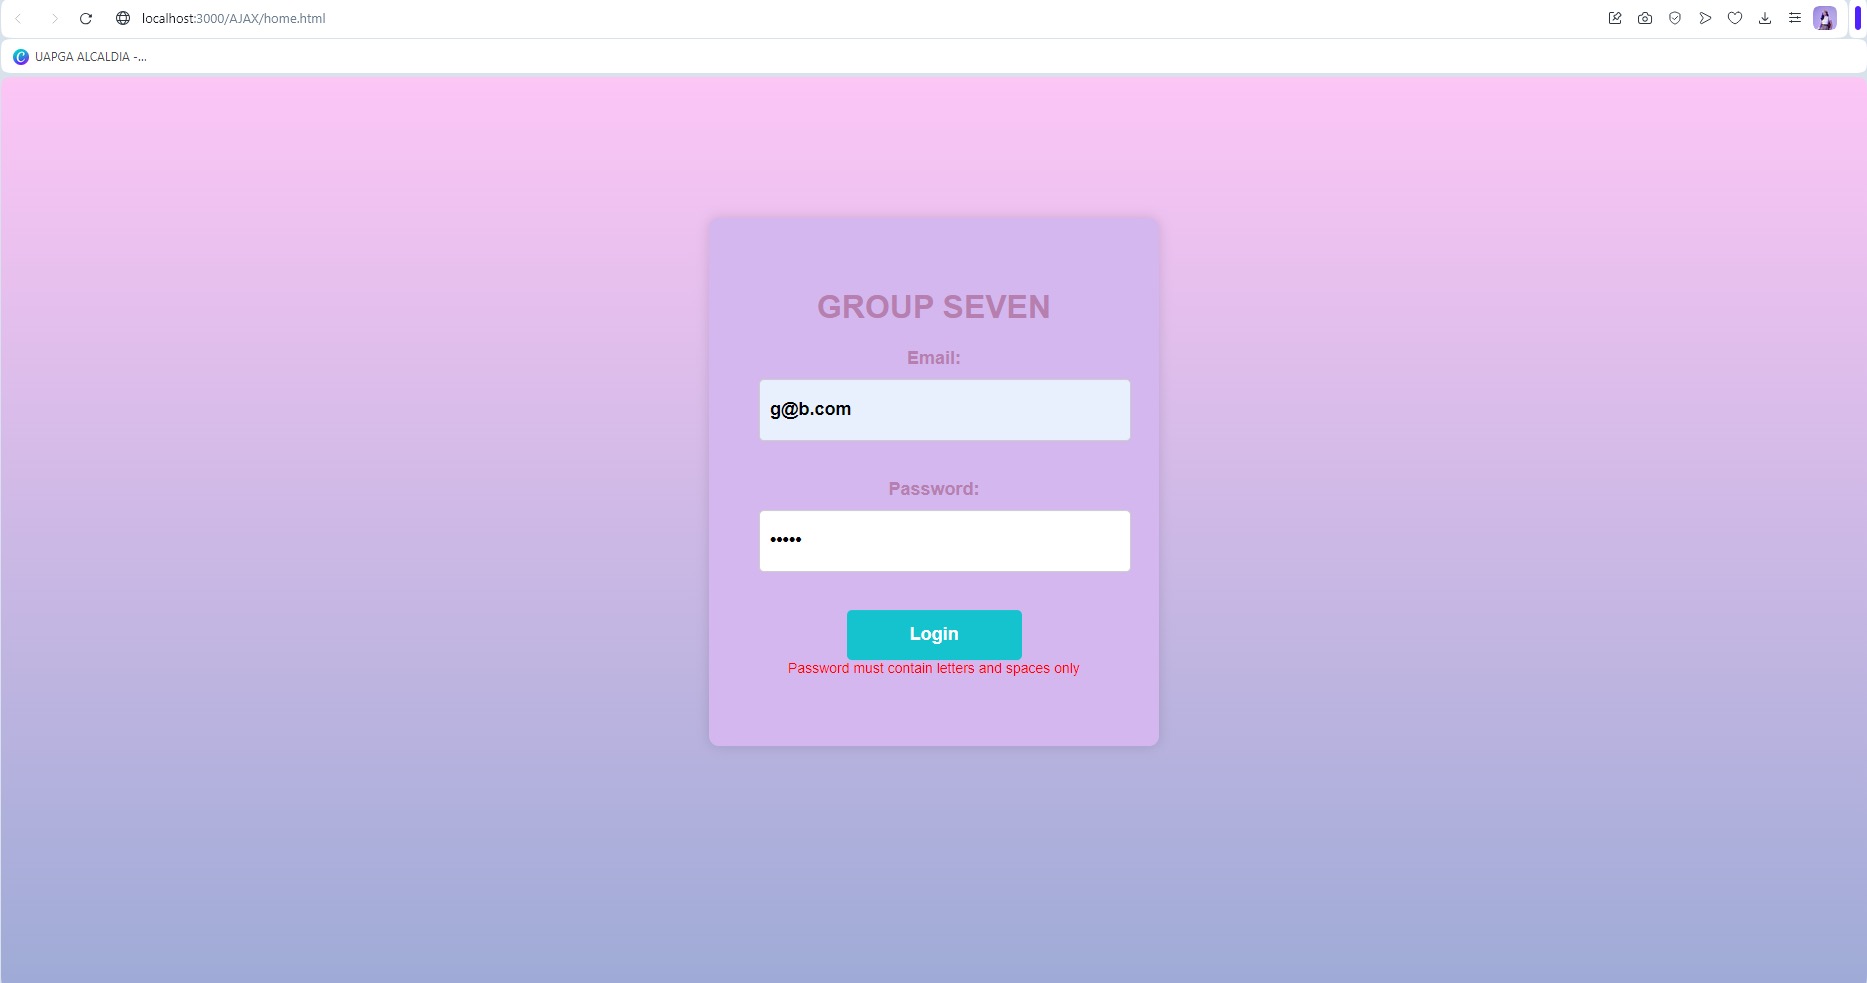 localhost:3000/AJAX/home.html
UAPGA ALCALDIA -...
GROUP SEVEN
Email:
g@b.com
Password:
•••••
Login
Password must contain letters and spaces only